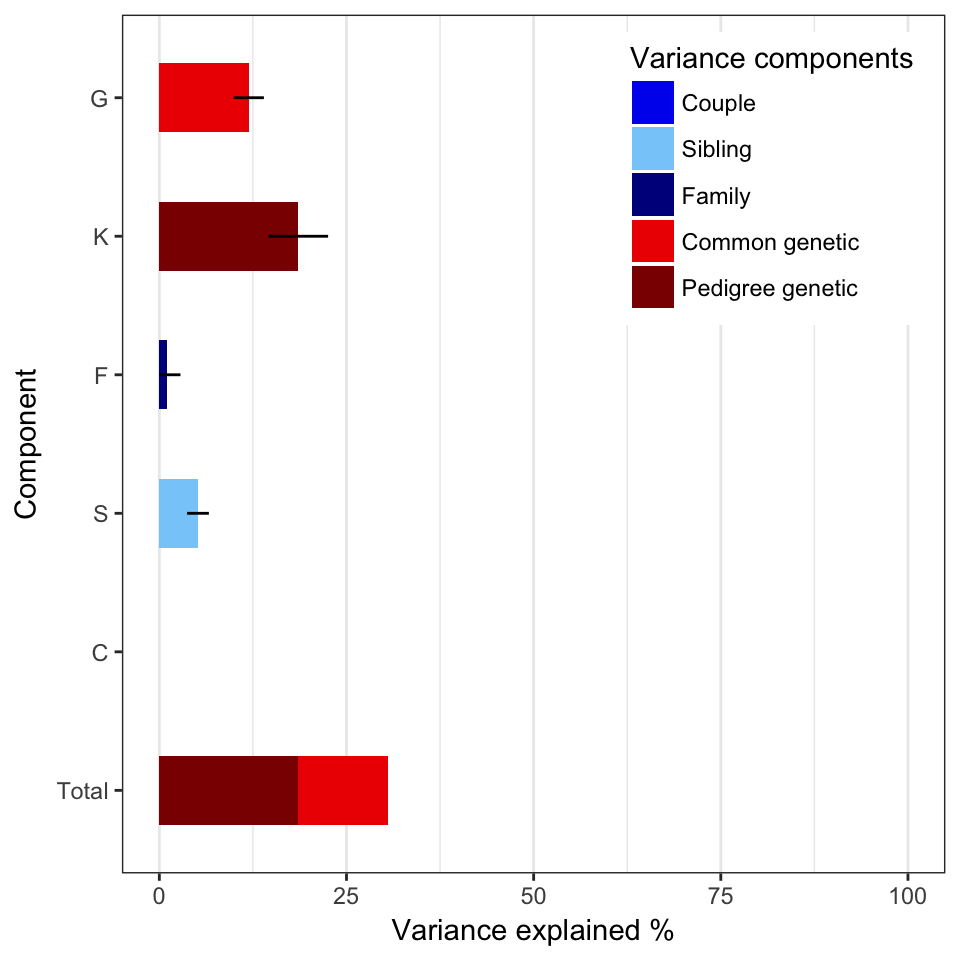 Variance components
Couple
Sibling
Family
Common genetic
Pedigree genetic
Component
G
K
F
S
C
Total
0 25 50 75 100
Variance explained %